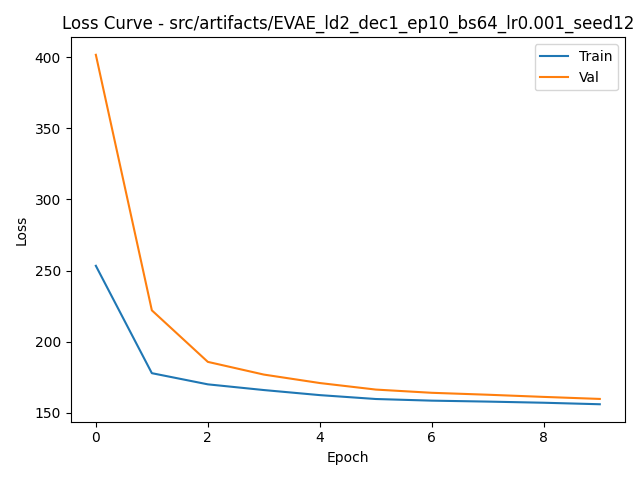 Loss Curve - src/artifacts/EVAE_ld2_dec1_ep10_bs64_lr0.001_seed12
Train
Val
400
350
300
250
200
150
Loss
0
2
4
6
8
Epoch